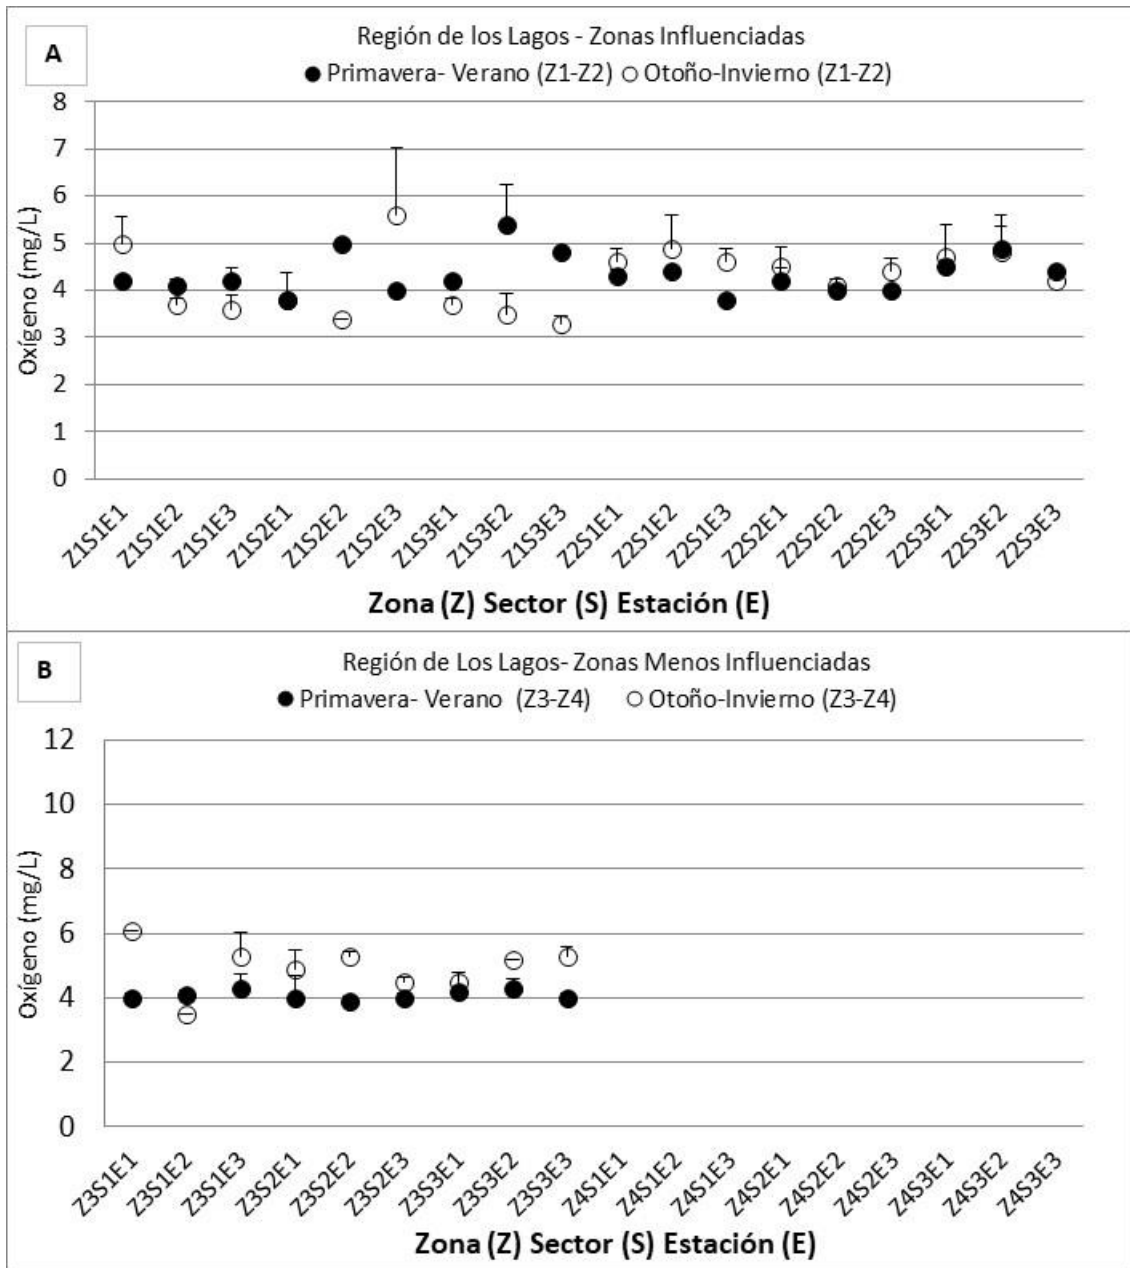 A
Región de los Lagos - Zonas Influenciadas
Primavera- Verano (Z1-Z2) Otoño-Invierno (Z1-Z2)
8
7
6
5
4
3
2
1
0
Oxígeno (mg/L)
Z1S1E1
Z1S1E2
Z1S1E3
Z1S2E1
Z1S2E2
Z1S2E3
Z1S3E1
Z1S3E2
Z1S3E3
Z2S1E1
Z2S1E2
Z2S1E3
Z2S2E1
Z2S2E2
Z2S2E3
Z2S3E1
Z2S3E2
Z2S3E3
Zona (Z) Sector (S) Estación (E)
B
Región de Los Lagos- Zonas Menos Influenciadas
Primavera- Verano (Z3-Z4) Otoño-Invierno (Z3-Z4)
12
10
8
6
4
2
0
Oxígeno (mg/L)
Z3S1E1
Z3S1E2
Z3S1E3
Z3S2E1
Z3S2E2
Z3S2E3
Z3S3E1
Z3S3E2
Z3S3E3
Z4S1E1
Z4S1E2
Z4S1E3
Z4S2E1
Z4S2E2
Z4S2E3
Z4S3E1
Z4S3E2
Z4S3E3
Zona (Z) Sector (S) Estación (E)